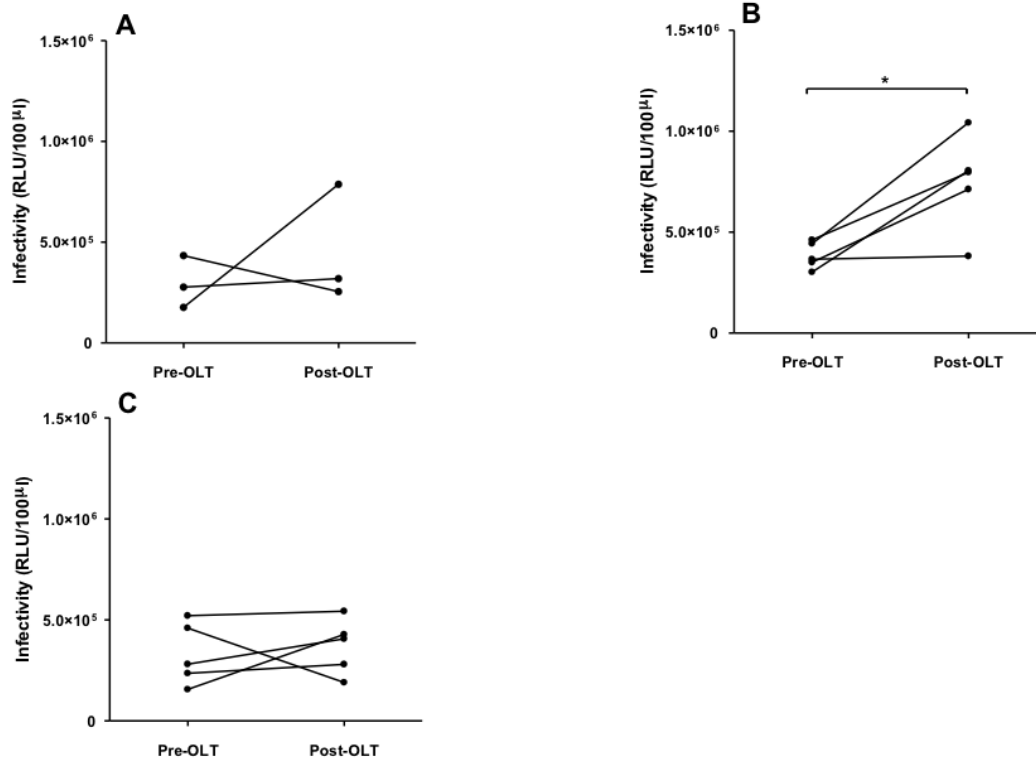 A
1.5×10⁶
1.0×10⁶
5.0×10⁵
0
Infectivity (RLU/100µl)
Pre-OLT Post-OLT
B
1.5×10⁶
*
1.0×10⁶
5.0×10⁵
0
Infectivity (RLU/100µl)
Pre-OLT Post-OLT
C
1.5×10⁶
1.0×10⁶
5.0×10⁵
0
Infectivity (RLU/100µl)
Pre-OLT Post-OLT